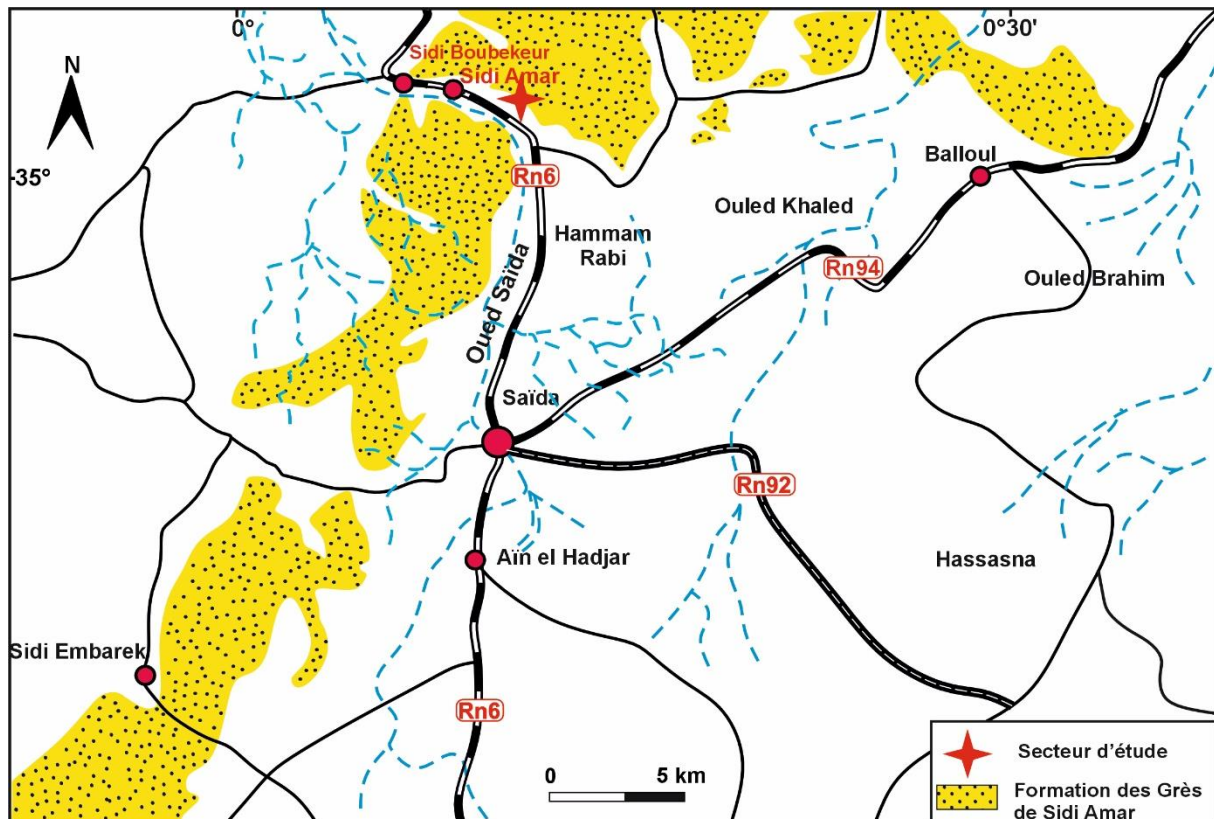 0°
0°30'
Sidi Boubekeur
Sidi Amar
N
35°
Balloul
Rn6
Ouled Khaled
Hammam
Rabi
Rn94
Ouled Brahim
Oued Saïda
Saïda
Rn92
Aïn el Hadjar
Hassasna
Sidi Embarek
Rn6
0 5 km
Secteur d'étude
Formation des Grès
de Sidi Amar